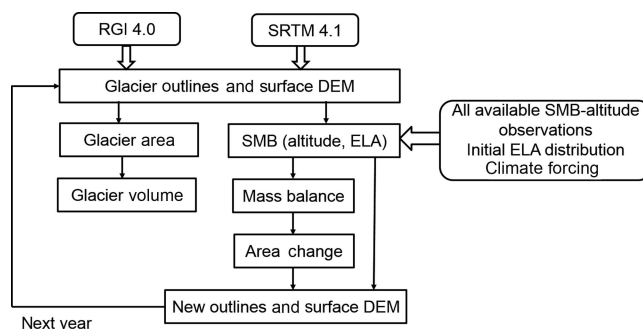 RGI 4.0
SRTM 4.1
Glacier outlines and surface DEM
Glacier area
SMB (altitude, ELA)
All available SMB-altitude
observations
Initial ELA distribution
Climate forcing
Glacier volume
Mass balance
Area change
New outlines and surface DEM
Next year